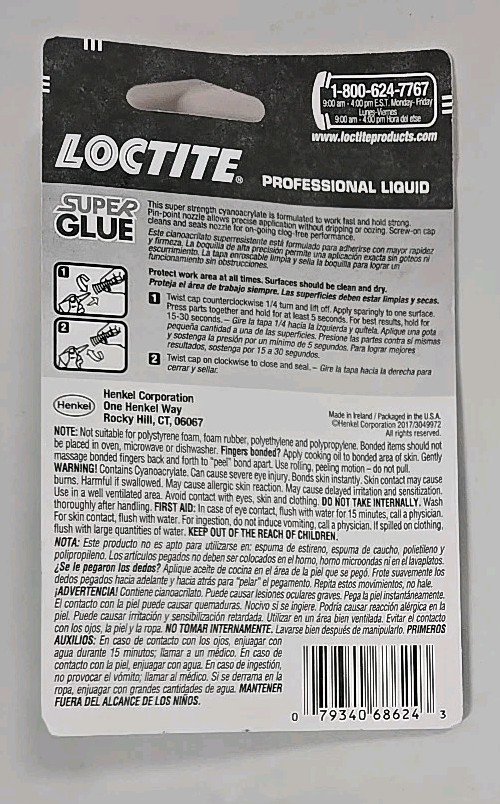 1-800-624-7767
9:00 am - 4:00 pm E.S.T. Monday- Friday
Lunes-Viernes
9:00 am - 4:00 pm Hora del etse
www.loctiteproducts.com
LOCTITE®
PROFESSIONAL LIQUID
SUPER
GLUE
This super strength cyanoacrylate is formulated to work fast and hold strong.
Pin-point nozzle allows precise application without dripping or oozing. Screw-on cap
cleans and seals nozzle for on-going clog-free performance.
Este cianoacrilato superresistente está formulado para adherirse con mayor rapidez
y firmeza. La boquilla de alta precisión permite una aplicación exacta sin goteos ni
escurrimiento. La tapa enroscable limpia y sella la boquilla para lograr un
funcionamiento sin obstrucciones.
Protect work area at all times. Surfaces should be clean and dry.
Proteja el área de trabajo siempre. Las superficies deben estar limpias y secas.
1 Twist cap counterclockwise 1/4 turn and lift off. Apply sparingly to one surface.
Press parts together and hold for at least 5 seconds. For best results, hold for
15-30 seconds. – Gire la tapa 1/4 hacia la izquierda y quítela. Aplique una gota
pequeña cantidad a una de las superficies. Presione las partes contra sí mismas
y sostenga la presión por un mínimo de 5 segundos. Para lograr mejores
resultados, sostenga por 15 a 30 segundos.
2 Twist cap on clockwise to close and seal. – Gire la tapa hacia la derecha para
cerrar y sellar.
1
2
Henkel
Henkel Corporation
One Henkel Way
Rocky Hill, CT, 06067
Made in Ireland / Packaged in the U.S.A.
©Henkel Corporation 2017/3049972
All rights reserved.
NOTE: Not suitable for polystyrene foam, foam rubber, polyethylene and polypropylene. Bonded items should not
be placed in oven, microwave or dishwasher. Fingers bonded? Apply cooking oil to bonded area of skin. Gently
massage bonded fingers back and forth to "peel" bond apart. Use rolling, peeling motion – do not pull.
WARNING! Contains Cyanoacrylate. Can cause severe eye injury. Bonds skin instantly. Skin contact may cause
burns. Harmful if swallowed. May cause allergic skin reaction. May cause delayed irritation and sensitization.
Use in a well ventilated area. Avoid contact with eyes, skin and clothing. DO NOT TAKE INTERNALLY. Wash
thoroughly after handling. FIRST AID: In case of eye contact, flush with water for 15 minutes, call a physician.
For skin contact, flush with water. For ingestion, do not induce vomiting, call a physician. If spilled on clothing,
flush with large quantities of water. KEEP OUT OF THE REACH OF CHILDREN.
NOTA: Este producto no es apto para utilizarse en: espuma de estireno, espuma de caucho, polietileno y
polipropileno. Los artículos pegados no deben ser colocados en el horno, horno microondas ni en el lavaplatos.
¿Se le pegaron los dedos? Aplique aceite de cocina en el área de la piel que se pegó. Frote suavemente los
dedos pegados hacia adelante y hacia atrás para "pelar" el pegamento. Repita estos movimientos, no hale.
¡ADVERTENCIA! Contiene cianoacrilato. Puede causar lesiones oculares graves. Pega la piel instantáneamente.
El contacto con la piel puede causar quemaduras. Nocivo si se ingiere. Podría causar reacción alérgica en la
piel. Puede causar irritación y sensibilización retardada. Utilizar en un área bien ventilada. Evitar el contacto
con los ojos, la piel y la ropa. NO TOMAR INTERNAMENTE. Lavarse bien después de manipularlo. PRIMEROS
AUXILIOS: En caso de contacto con los ojos, enjuagar con
agua durante 15 minutos; llamar a un médico. En caso de
contacto con la piel, enjuagar con agua. En caso de ingestión,
no provocar el vómito; llamar al médico. Si se derrama en la
ropa, enjuagar con grandes cantidades de agua. MANTENER
FUERA DEL ALCANCE DE LOS NIÑOS.
0 79340 68624 3